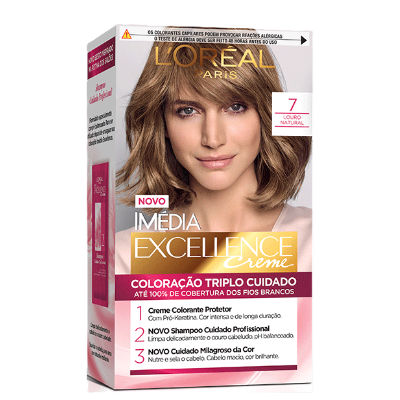 OS COLORANTES CAPILARES PODEM PROVOCAR REAÇÕES ALÉRGICAS
O TESTE DE ALERGIA DEVE SER FEITO 48 HORAS ANTES DO USO
L'ORÉAL
PARIS
7
LOURO
NATURAL
NOVO
IMÉDIA
EXCELLENCE
Creme
COLORAÇÃO TRIPLO CUIDADO
ATÉ 100% DE COBERTURA DOS FIOS BRANCOS
1 Creme Colorante Protetor
Com Pró-Keratina. Cor intensa e de longa duração.
2 NOVO Shampoo Cuidado Profissional
Limpa delicadamente o couro cabeludo. pH balanceado.
3 NOVO Cuidado Milagroso da Cor
Nutre e sela o cabelo. Cabelo macio, cor brilhante.